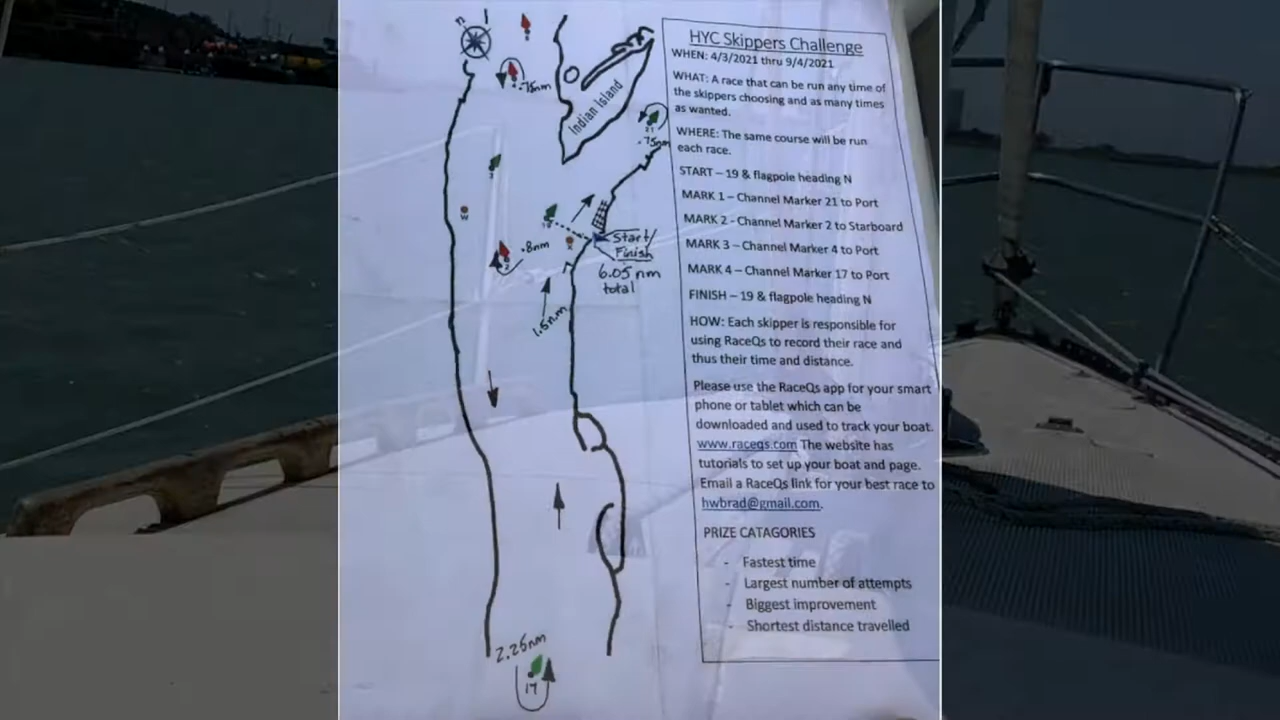 n
.75nm
Indian Island
.75nm
.8nm
Start/
Finish
6.05 nm
total
1.5nm
2.25nm
17
HYC Skippers Challenge
WHEN: 4/3/2021 thru 9/4/2021
WHAT: A race that can be run any time of
the skippers choosing and as many times
as wanted.
WHERE: The same course will be run
each race.
START – 19 & flagpole heading N
MARK 1 – Channel Marker 21 to Port
MARK 2 - Channel Marker 2 to Starboard
MARK 3 – Channel Marker 4 to Port
MARK 4 – Channel Marker 17 to Port
FINISH – 19 & flagpole heading N
HOW: Each skipper is responsible for
using RaceQs to record their race and
thus their time and distance.
Please use the RaceQs app for your smart
phone or tablet which can be
downloaded and used to track your boat.
www.raceqs.com The website has
tutorials to set up your boat and page.
Email a RaceQs link for your best race to
hwbrad@gmail.com.
PRIZE CATAGORIES
- Fastest time
- Largest number of attempts
- Biggest improvement
- Shortest distance travelled